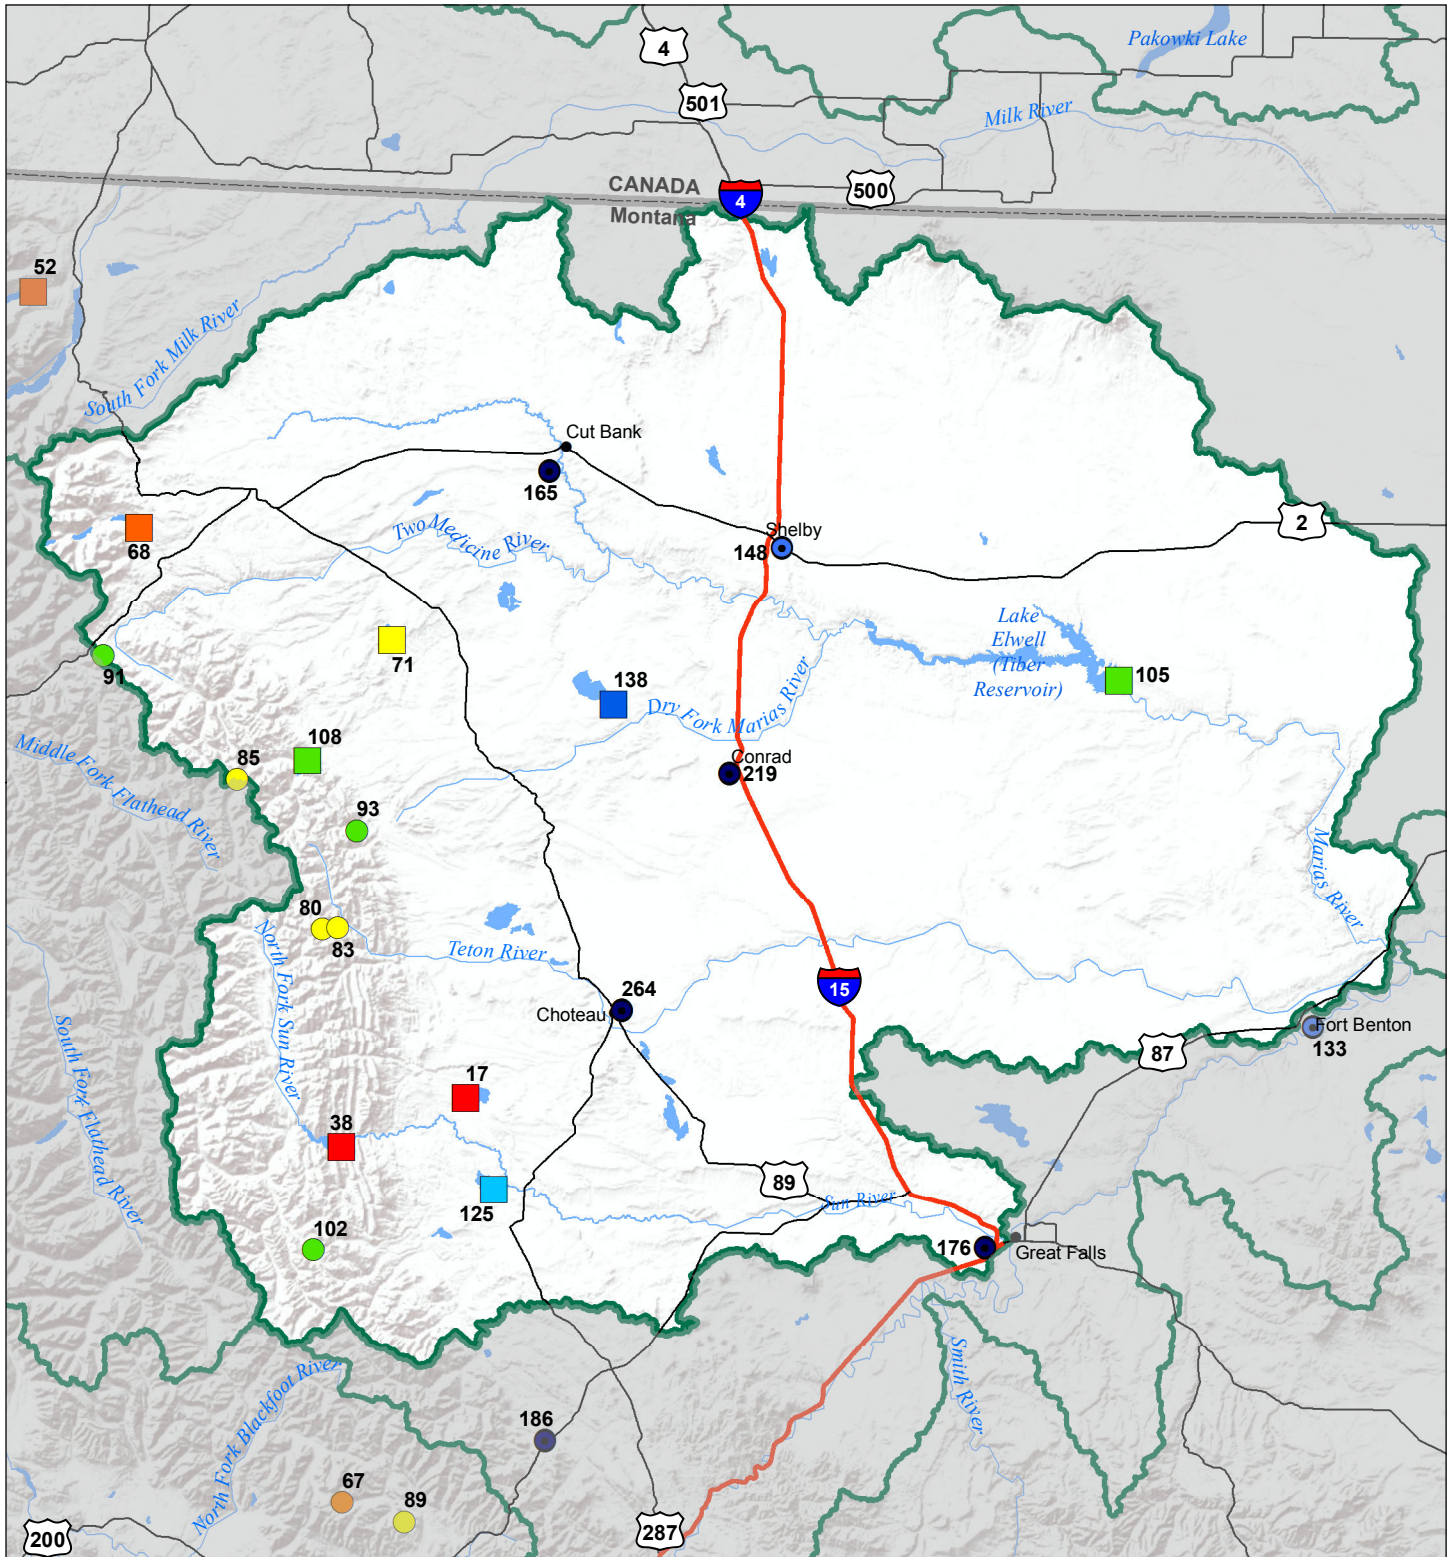 4
Pakowki Lake
501
Milk River
CANADA
500
4
Montana
52
South Fork Milk River
Cut Bank
165
2
Two Medicine River
Shelby
68
148
Lake
Elwell
(Tiber
Reservoir)
71
91
138
105
Dry Fork Marias River
108
Middle Fork Flathead River
85
Conrad
219
93
Marias River
80
83
North Fork Sun River
Teton River
264
15
Choteau
South Fork Flathead River
Fort Benton
87
133
17
38
89
Sun River
125
102
176
Great Falls
Smith River
North Fork Blackfoot River
186
67
89
200
287